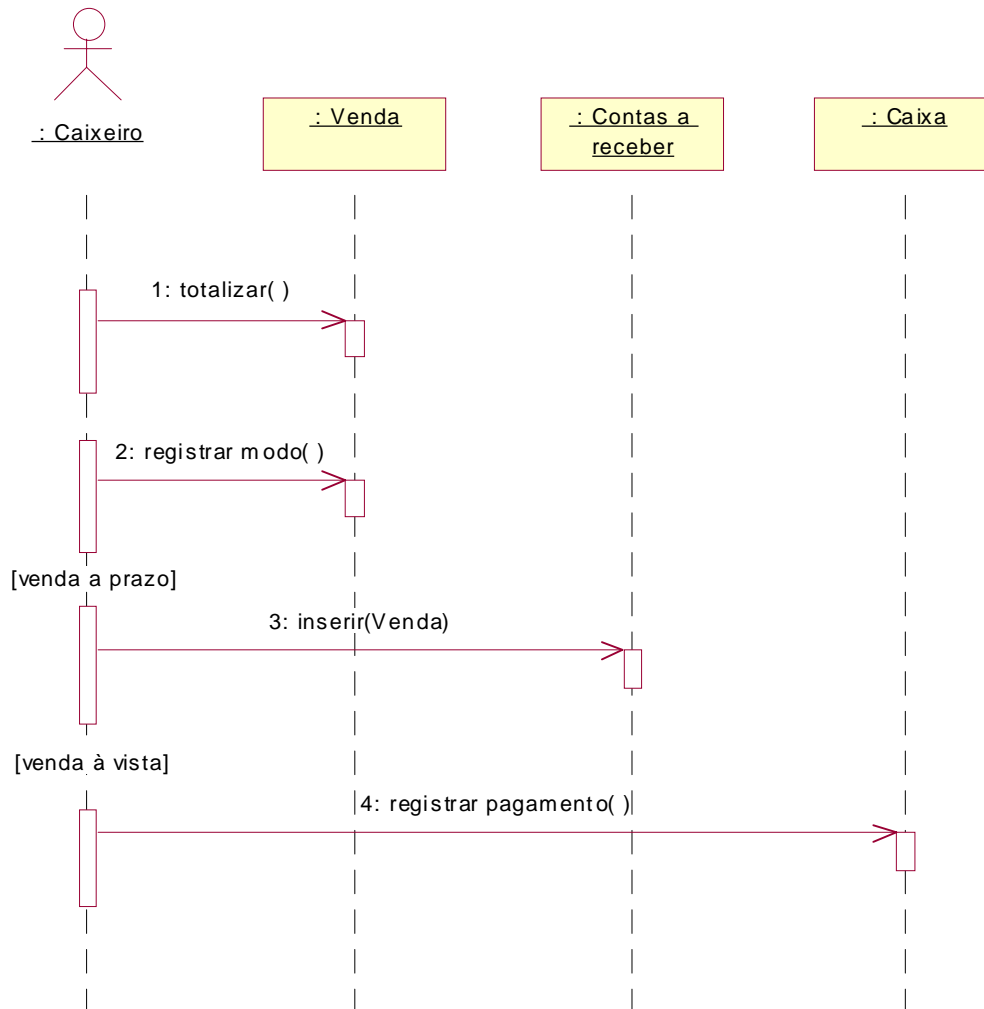 : Caixeiro
: Venda
: Contas a
receber
: Caixa
1: totalizar( )
2: registrar modo( )
[venda a prazo]
3: inserir(Venda)
[venda à vista]
4: registrar pagamento( )